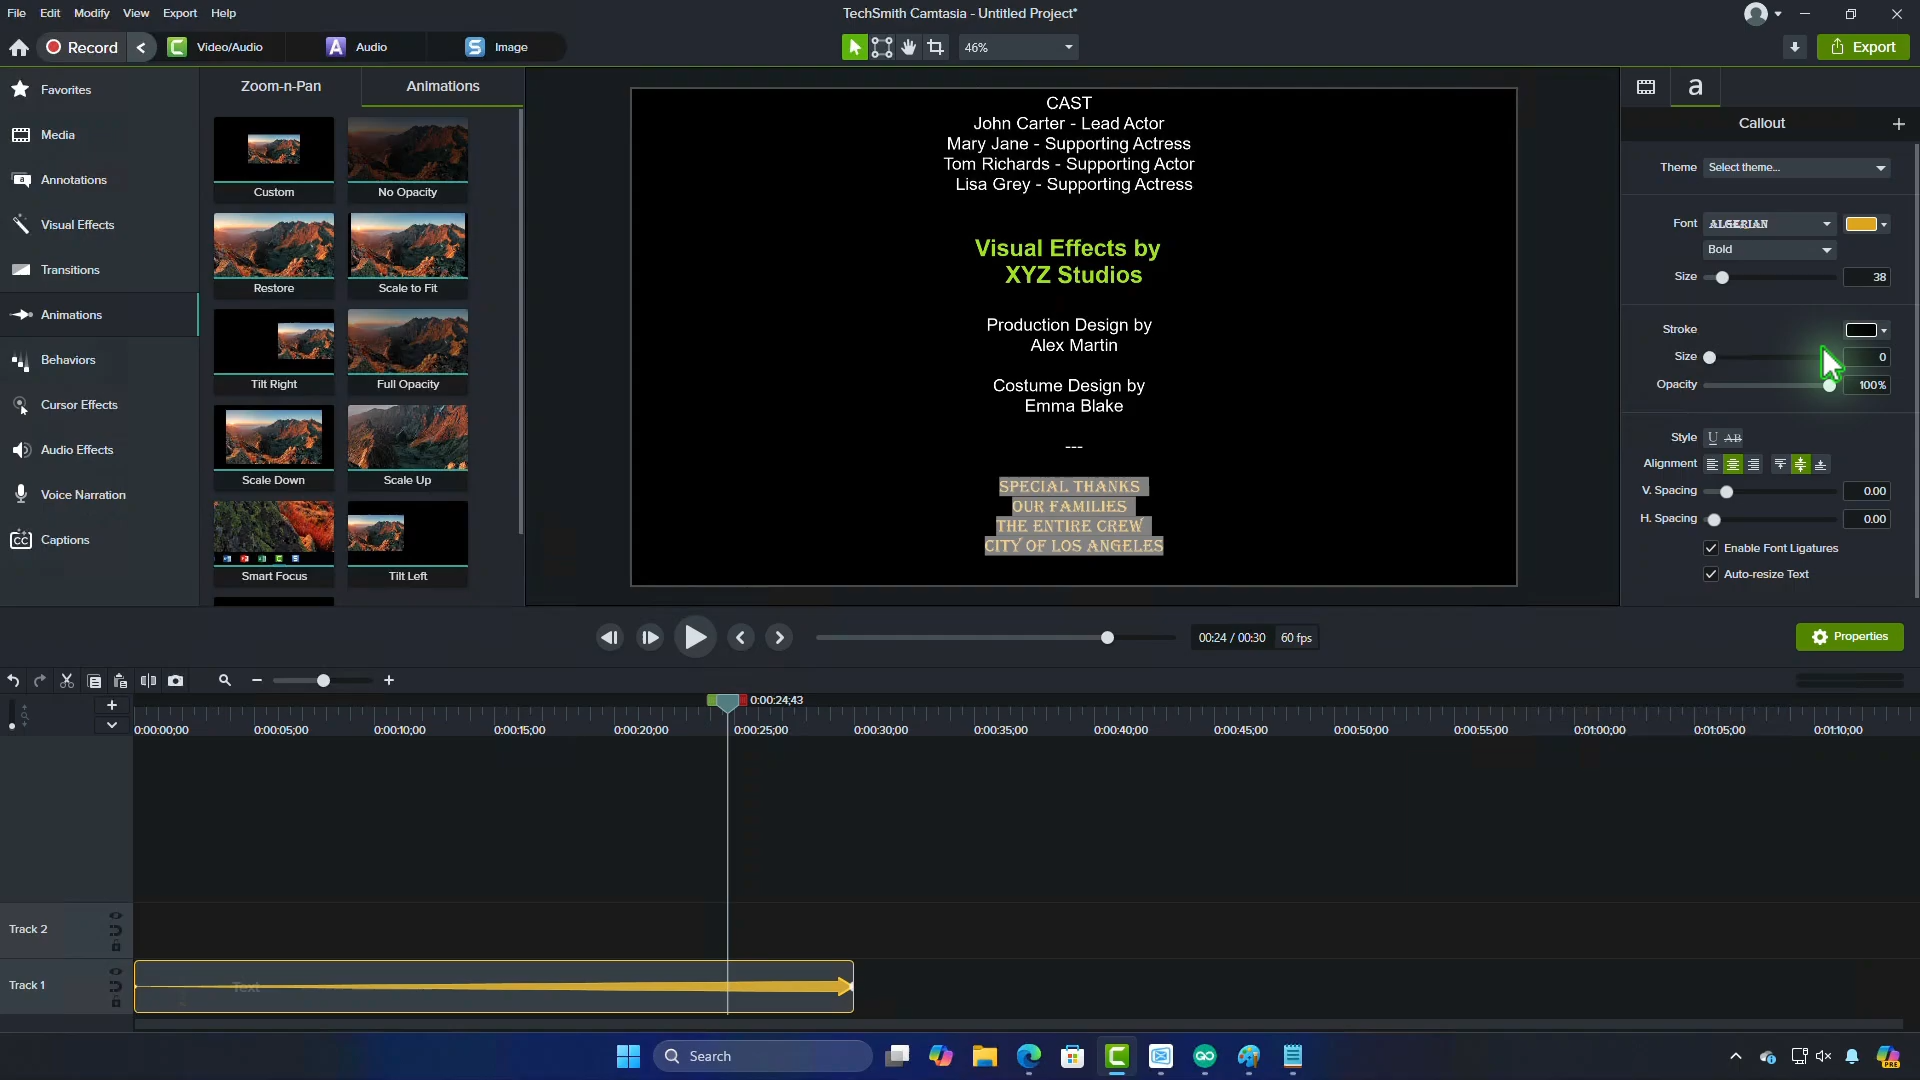 File Edit Modify View Export Help
TechSmith Camtasia - Untitled Project*
Record
Video/Audio
Audio
Image
46%
Export
Favorites
Media
Annotations
Visual Effects
Transitions
Animations
Behaviors
Cursor Effects
Audio Effects
Voice Narration
Captions
Zoom-n-Pan
Animations
Custom
No Opacity
Restore
Scale to Fit
Tilt Right
Full Opacity
Scale Down
Scale Up
Smart Focus
Tilt Left
CAST
John Carter - Lead Actor
Mary Jane - Supporting Actress
Tom Richards - Supporting Actor
Lisa Grey - Supporting Actress
Visual Effects by
XYZ Studios
Production Design by
Alex Martin
Costume Design by
Emma Blake
---
SPECIAL THANKS
OUR FAMILIES
THE ENTIRE CREW
CITY OF LOS ANGELES
a
Callout
Theme Select theme...
Font ALGERIAN
Bold
Size 38
Stroke
Size 0
Opacity 100%
Style U AB
Alignment
V. Spacing 0.00
H. Spacing 0.00
Enable Font Ligatures
Auto-resize Text
00:24 / 00:30 60 fps
Properties
0:00:24;43
0:00:00;00 0:00:05;00 0:00:10;00 0:00:15;00 0:00:20;00 0:00:25;00 0:00:30;00 0:00:35;00 0:00:40;00 0:00:45;00 0:00:50;00 0:00:55;00 0:01:00;00 0:01:05;00 0:01:10;00
Track 2
Track 1
Text
Search
PRE